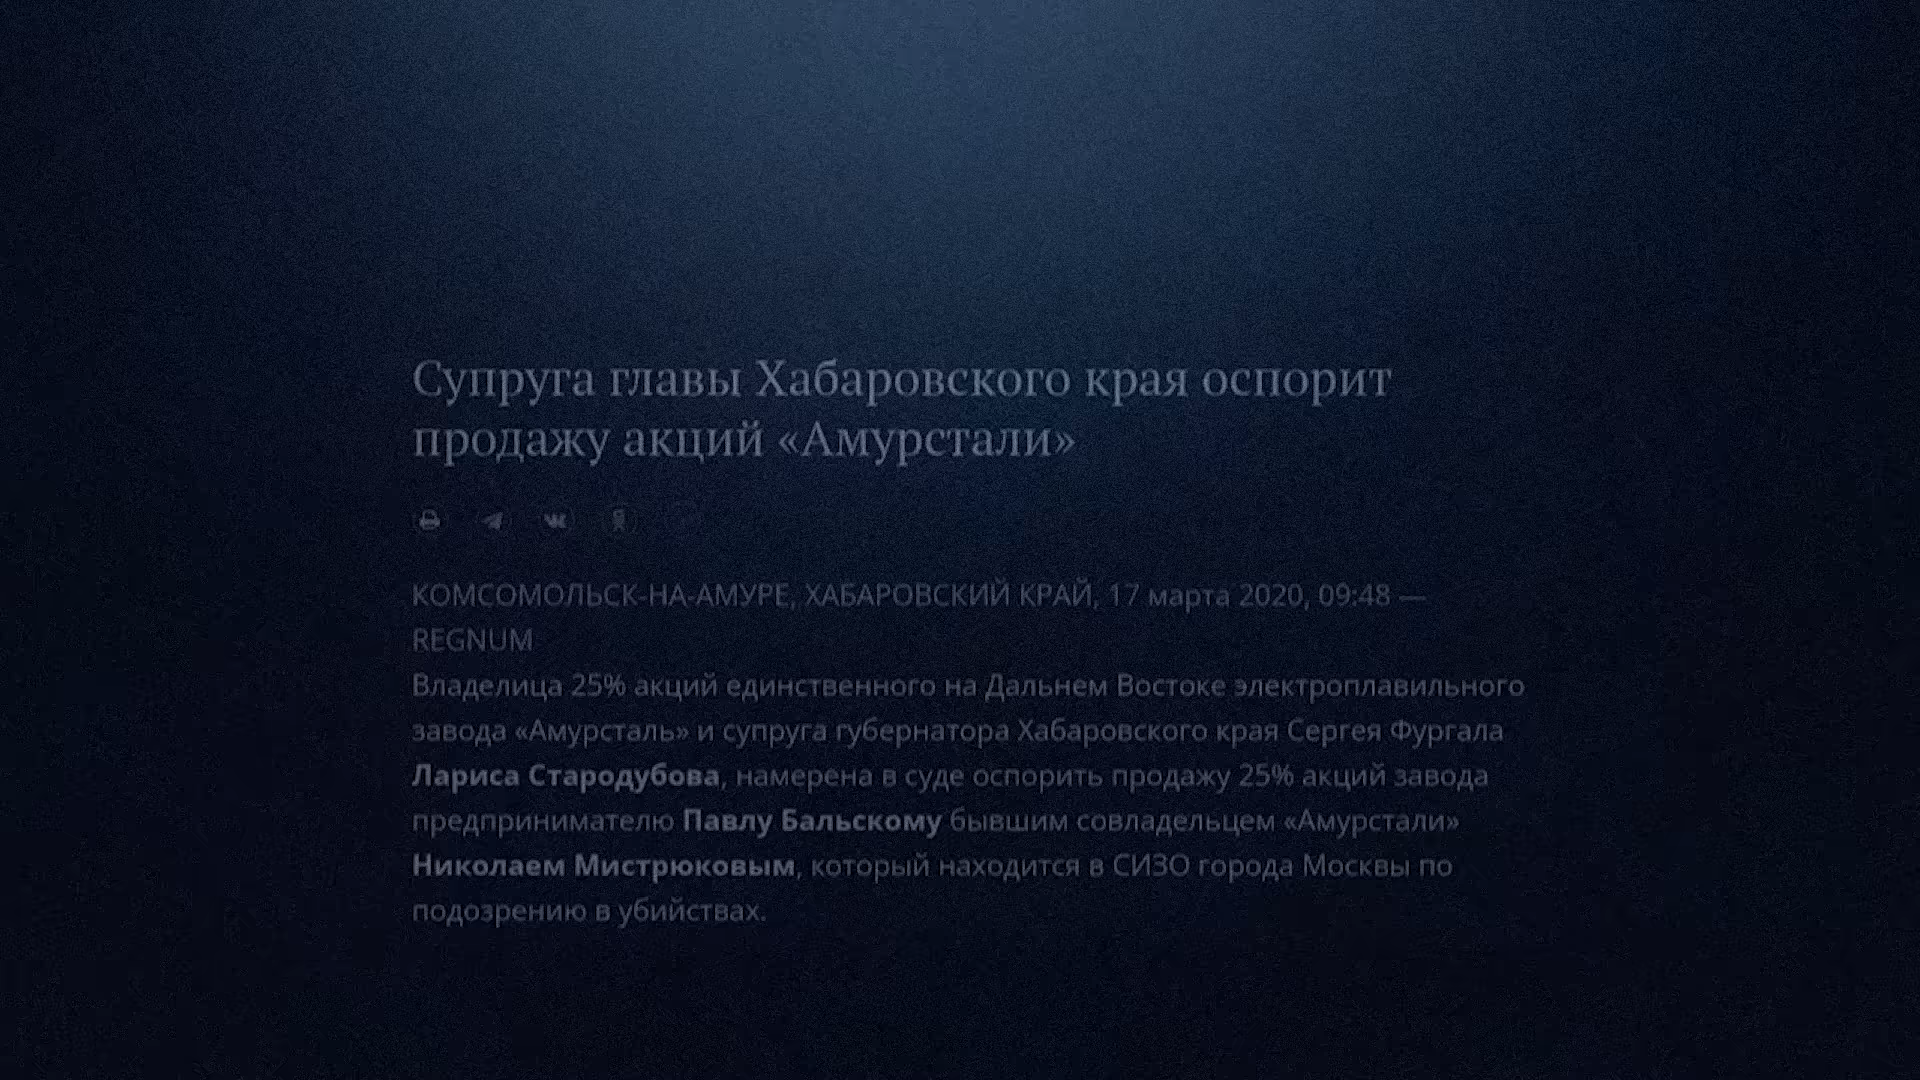 Супруга главы Хабаровского края оспорит
продажу акций «Амурстали»
КОМСОМОЛЬСК-НА-АМУРЕ, ХАБАРОВСКИЙ КРАЙ, 17 марта 2020, 09:48 —
REGNUM
Владелица 25% акций единственного на Дальнем Востоке электроплавильного
завода «Амурсталь» и супруга губернатора Хабаровского края Сергея Фургала
Лариса Стародубова, намерена в суде оспорить продажу 25% акций завода
предпринимателю Павлу Бальскому бывшим совладельцем «Амурстали»
Николаем Мистрюковым, который находится в СИЗО города Москвы по
подозрению в убийствах.